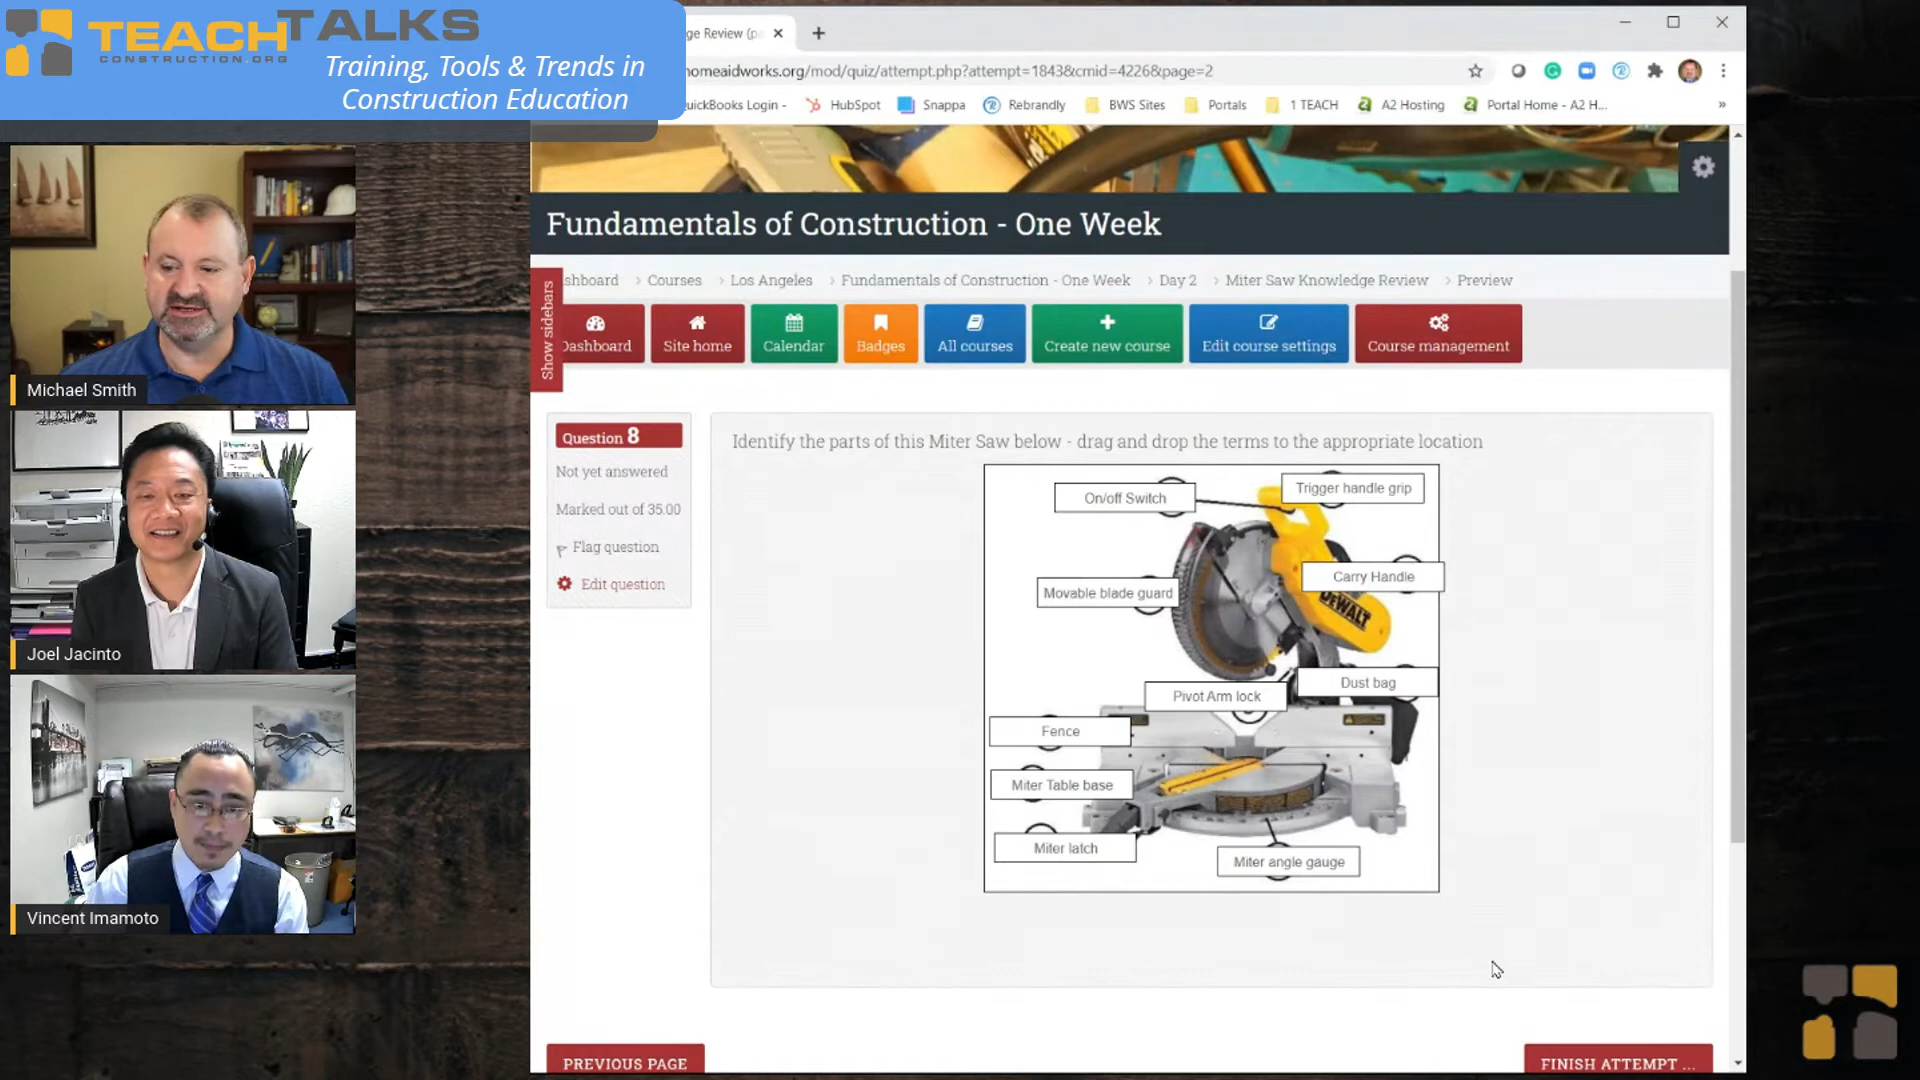 TEACH TALKS
CONSTRUCTION.ORG
Training, Tools & Trends in
Construction Education
ge Review (p
homeaidworks.org/mod/quiz/attempt.php?attempt=1843&cmid=4226&page=2
uickBooks Login -
HubSpot
Snappa
Rebrandly
BWS Sites
Portals
1 TEACH
A2 Hosting
Portal Home - A2 H...
»
Fundamentals of Construction - One Week
shboard
Courses
Los Angeles
Fundamentals of Construction - One Week
Day 2
Miter Saw Knowledge Review
Preview
Show sidebars
Dashboard
Site home
Calendar
Badges
All courses
Create new course
Edit course settings
Course management
Michael Smith
Question 8
Not yet answered
Marked out of 35.00
Flag question
Edit question
Identify the parts of this Miter Saw below - drag and drop the terms to the appropriate location
On/off Switch
Trigger handle grip
Carry Handle
Movable blade guard
DEWALT
Dust bag
Pivot Arm lock
Fence
Miter Table base
Miter latch
Miter angle gauge
Joel Jacinto
Vincent Imamoto
PREVIOUS PAGE
FINISH ATTEMPT ...